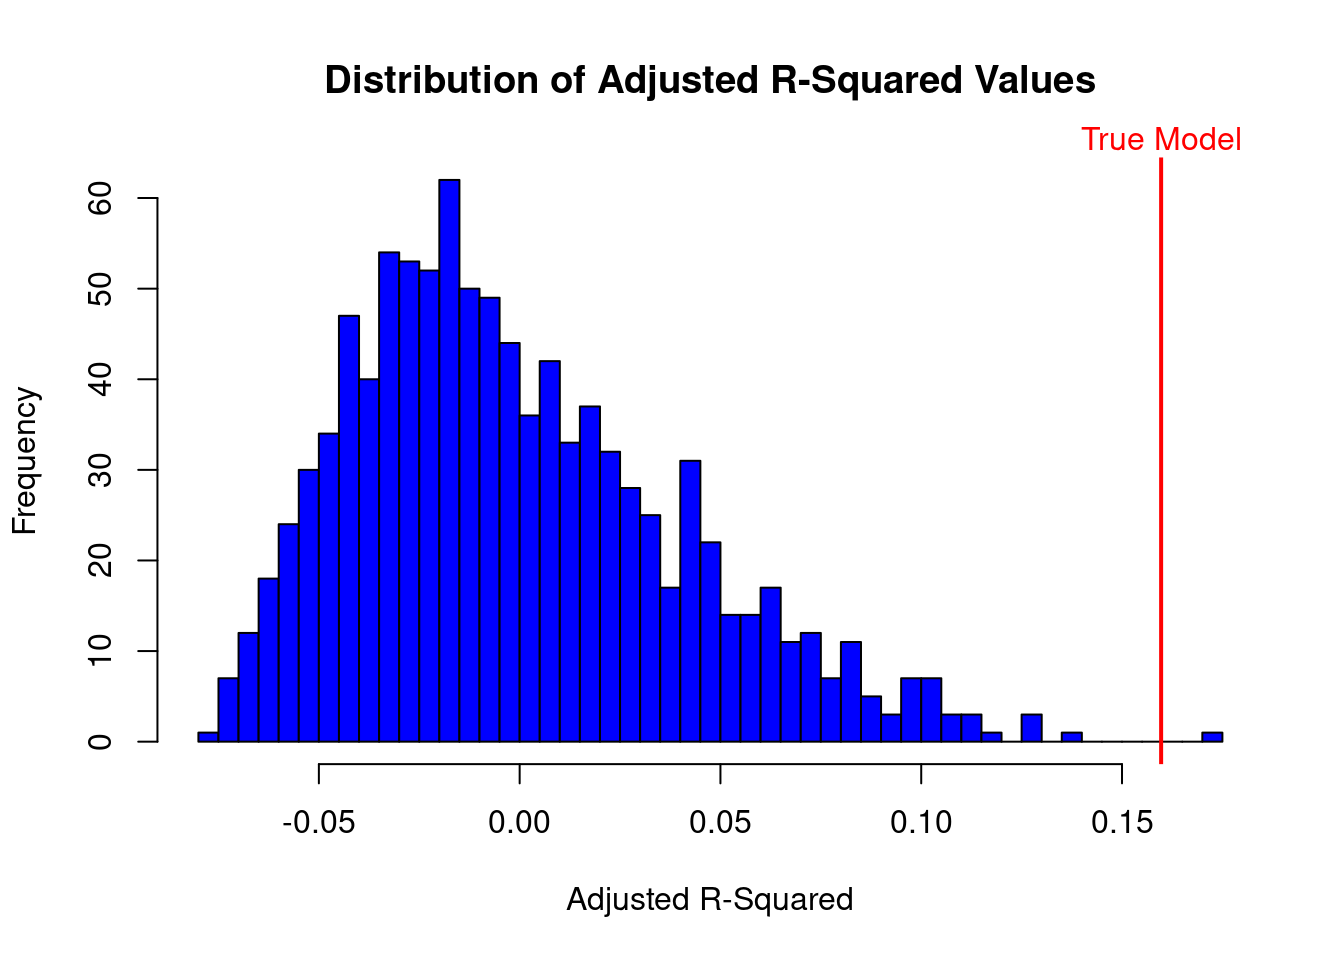 Distribution of Adjusted R-Squared Values
True Model
Frequency
60
50
40
30
20
10
0
-0.05 0.00 0.05 0.10 0.15
Adjusted R-Squared